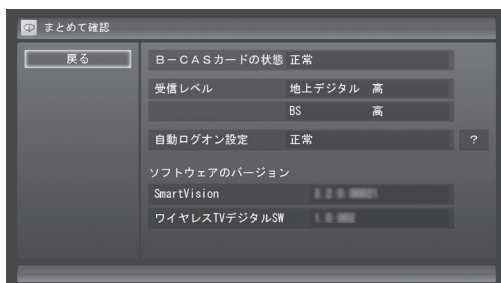 まとめて確認
戻る
B-CASカードの状態 正常
受信レベル 地上デジタル 高
BS 高
自動ログオン設定 正常 ?
ソフトウェアのバージョン
SmartVision
ワイヤレスTVデジタルSW